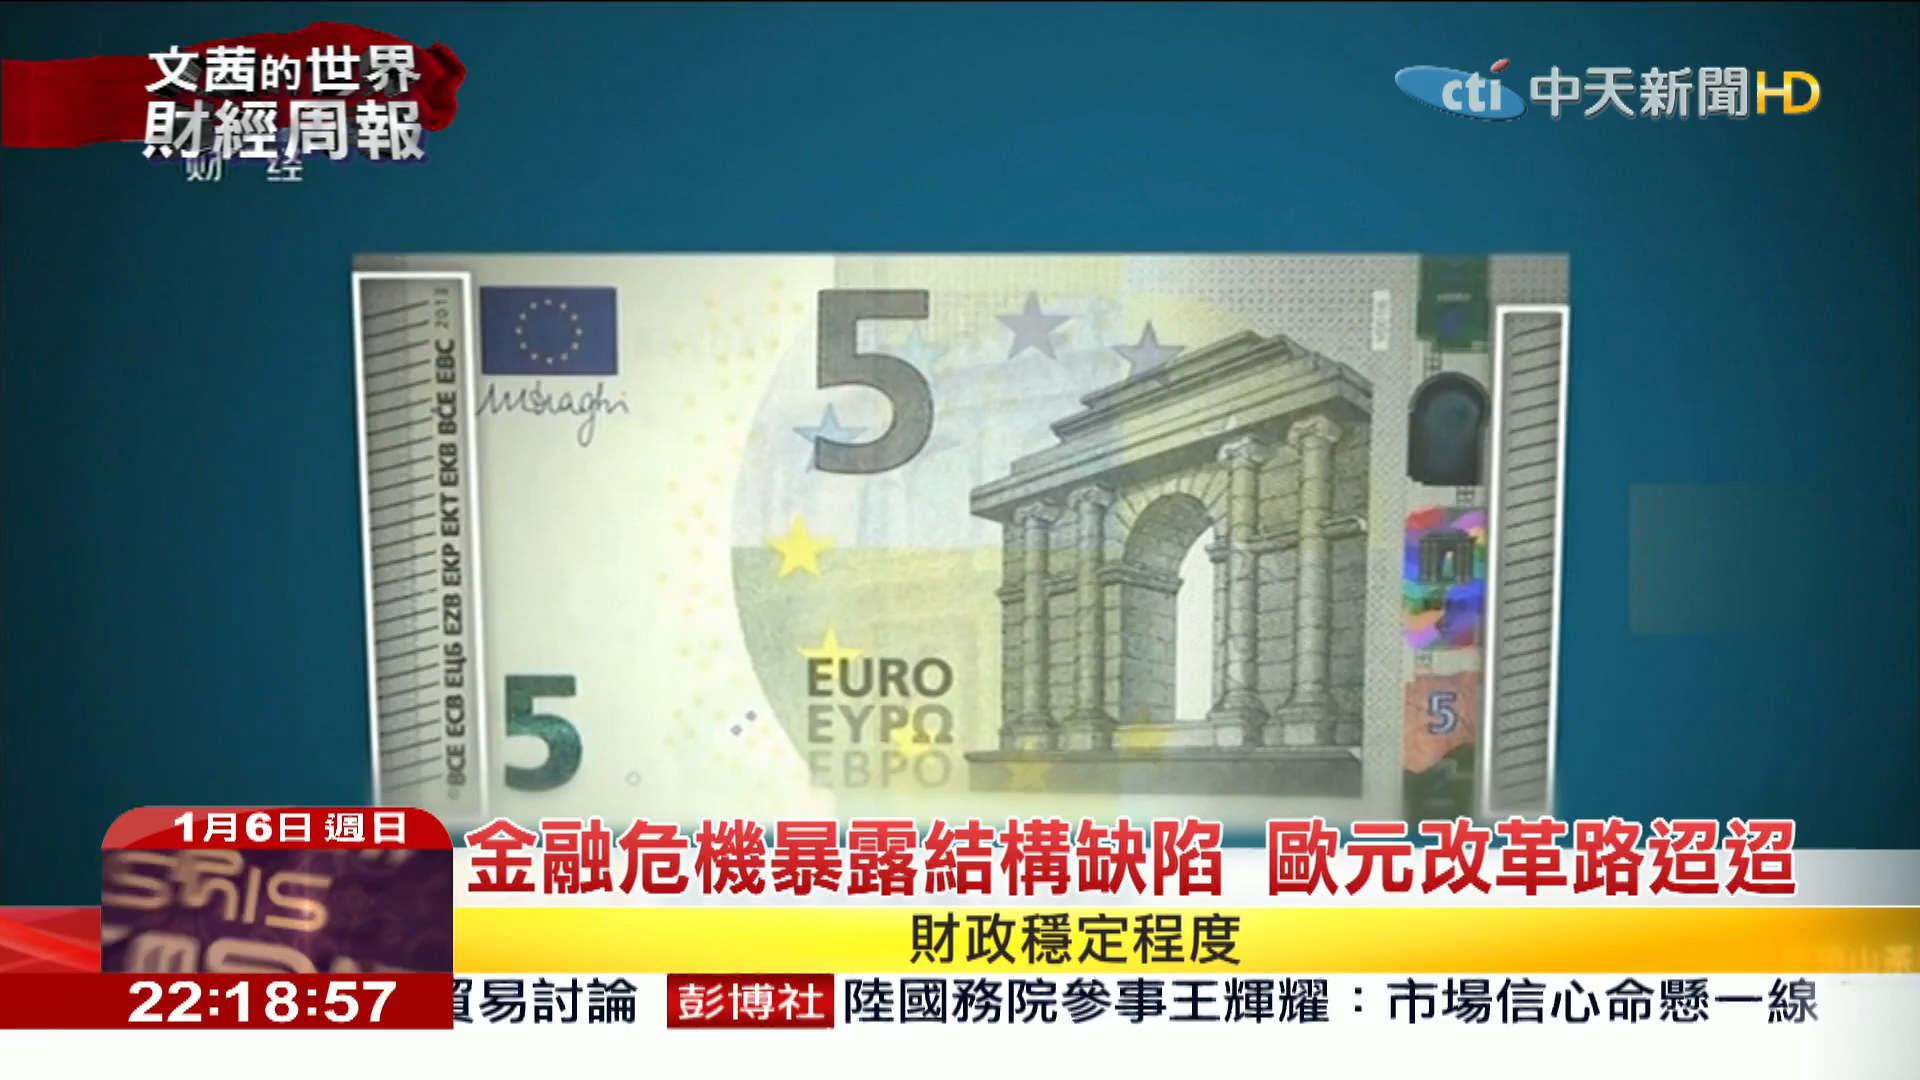 文茜的世界
財經周報
财 经
cti 中天新聞HD
©BCE ECB ЕЦБ EZB EKP EKT EKB BĊE EBC 2013
5
M Draghi
EURO
ΕΥΡΩ
ЕВРО
5
5
1月6日 週日
金融危機暴露結構缺陷 歐元改革路迢迢
財政穩定程度
22:18:57
貿易討論 彭博社 陸國務院參事王輝耀：市場信心命懸一線